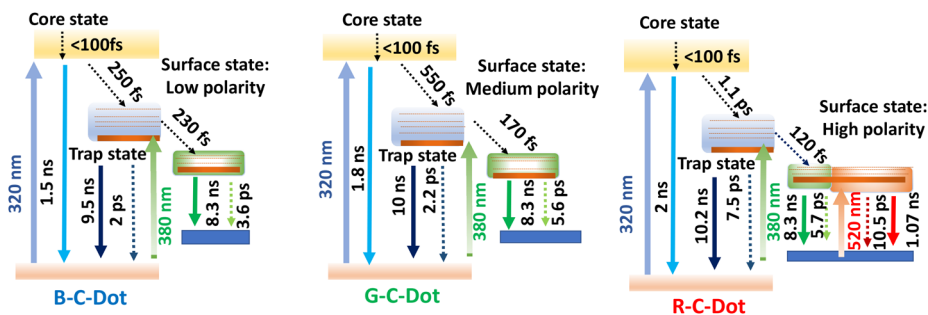 Core state
<100fs
250 fs
Surface state:
Low polarity
230 fs
Trap state
320 nm
1.5 ns
9.5 ns
2 ps
380 nm
8.3 ns
3.6 ps
B-C-Dot
Core state
<100 fs
550 fs
Surface state:
Medium polarity
170 fs
Trap state
320 nm
1.8 ns
10 ns
2.2 ps
380 nm
8.3 ns
5.6 ps
G-C-Dot
Core state
<100 fs
1.1 ps
Surface state:
High polarity
120 fs
Trap state
320 nm
2 ns
10.2 ns
7.5 ps
380 nm
8.3 ns
5.7 ps
520 nm
10.5 ps
1.07 ns
R-C-Dot